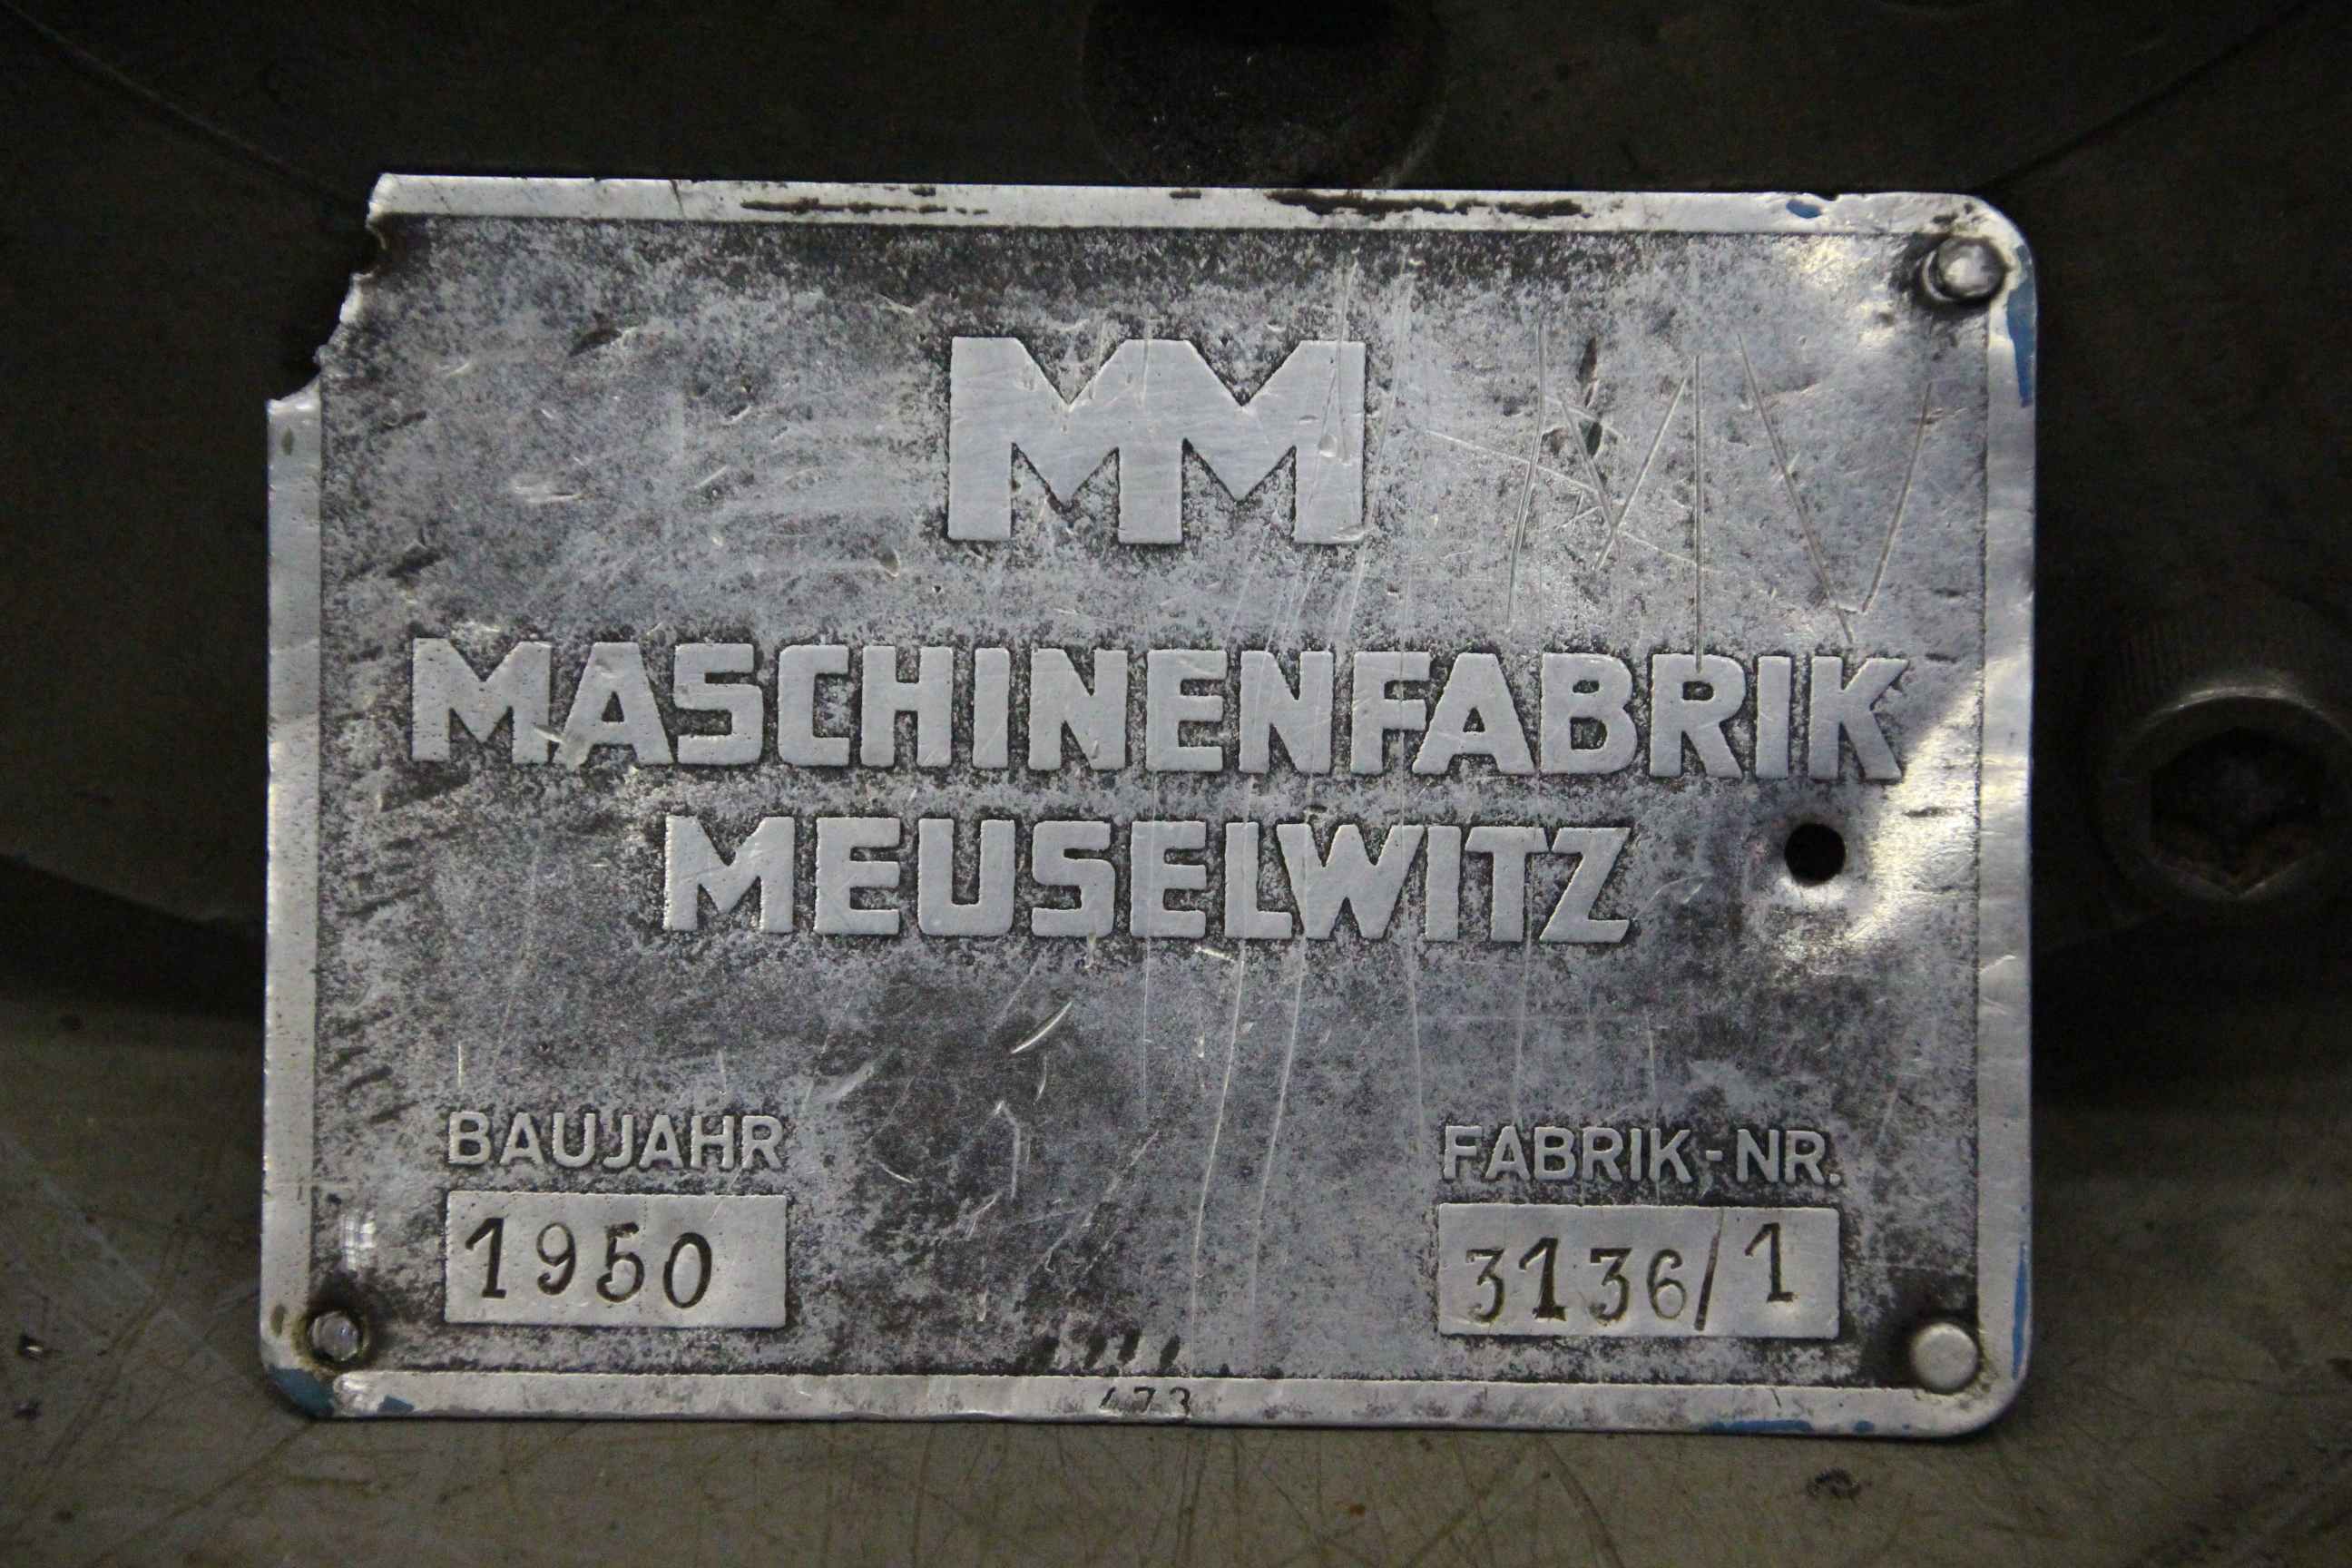 MM
MASCHINENFABRIK
MEUSELWITZ
BAUJAHR
FABRIK-NR.
1950
3136/1